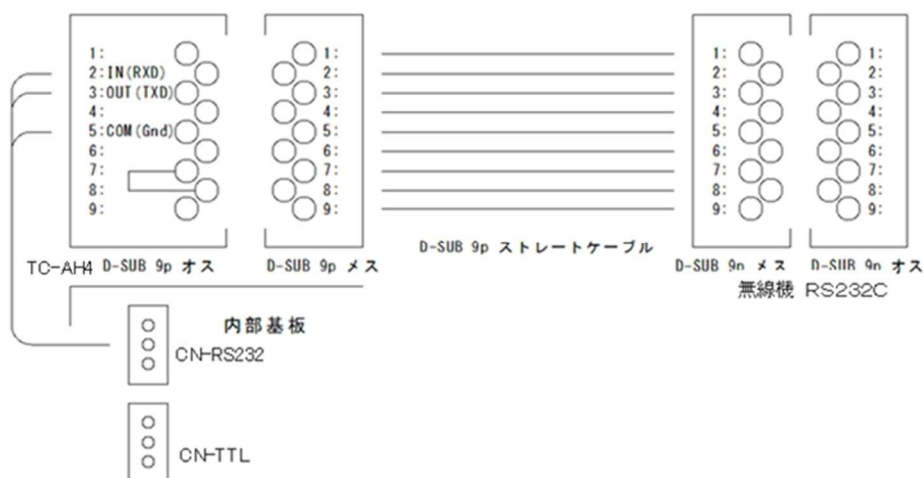 1:
2:IN(RXD)
3:OUT(TXD)
4:
5:COM(Gnd)
6:
7:
8:
9:
1:
2:
3:
4:
5:
6:
7:
8:
9:
1:
2:
3:
4:
5:
6:
7:
8:
9:
1:
2:
3:
4:
5:
6:
7:
8:
9:
D-SUB 9p ストレートケーブル
TC-AH4 D-SUB 9p オス
D-SUB 9p メス
D-SUB 9p メス
D-SUB 9p オス
無線機 RS232C
内部基板
CN-RS232
CN-TTL